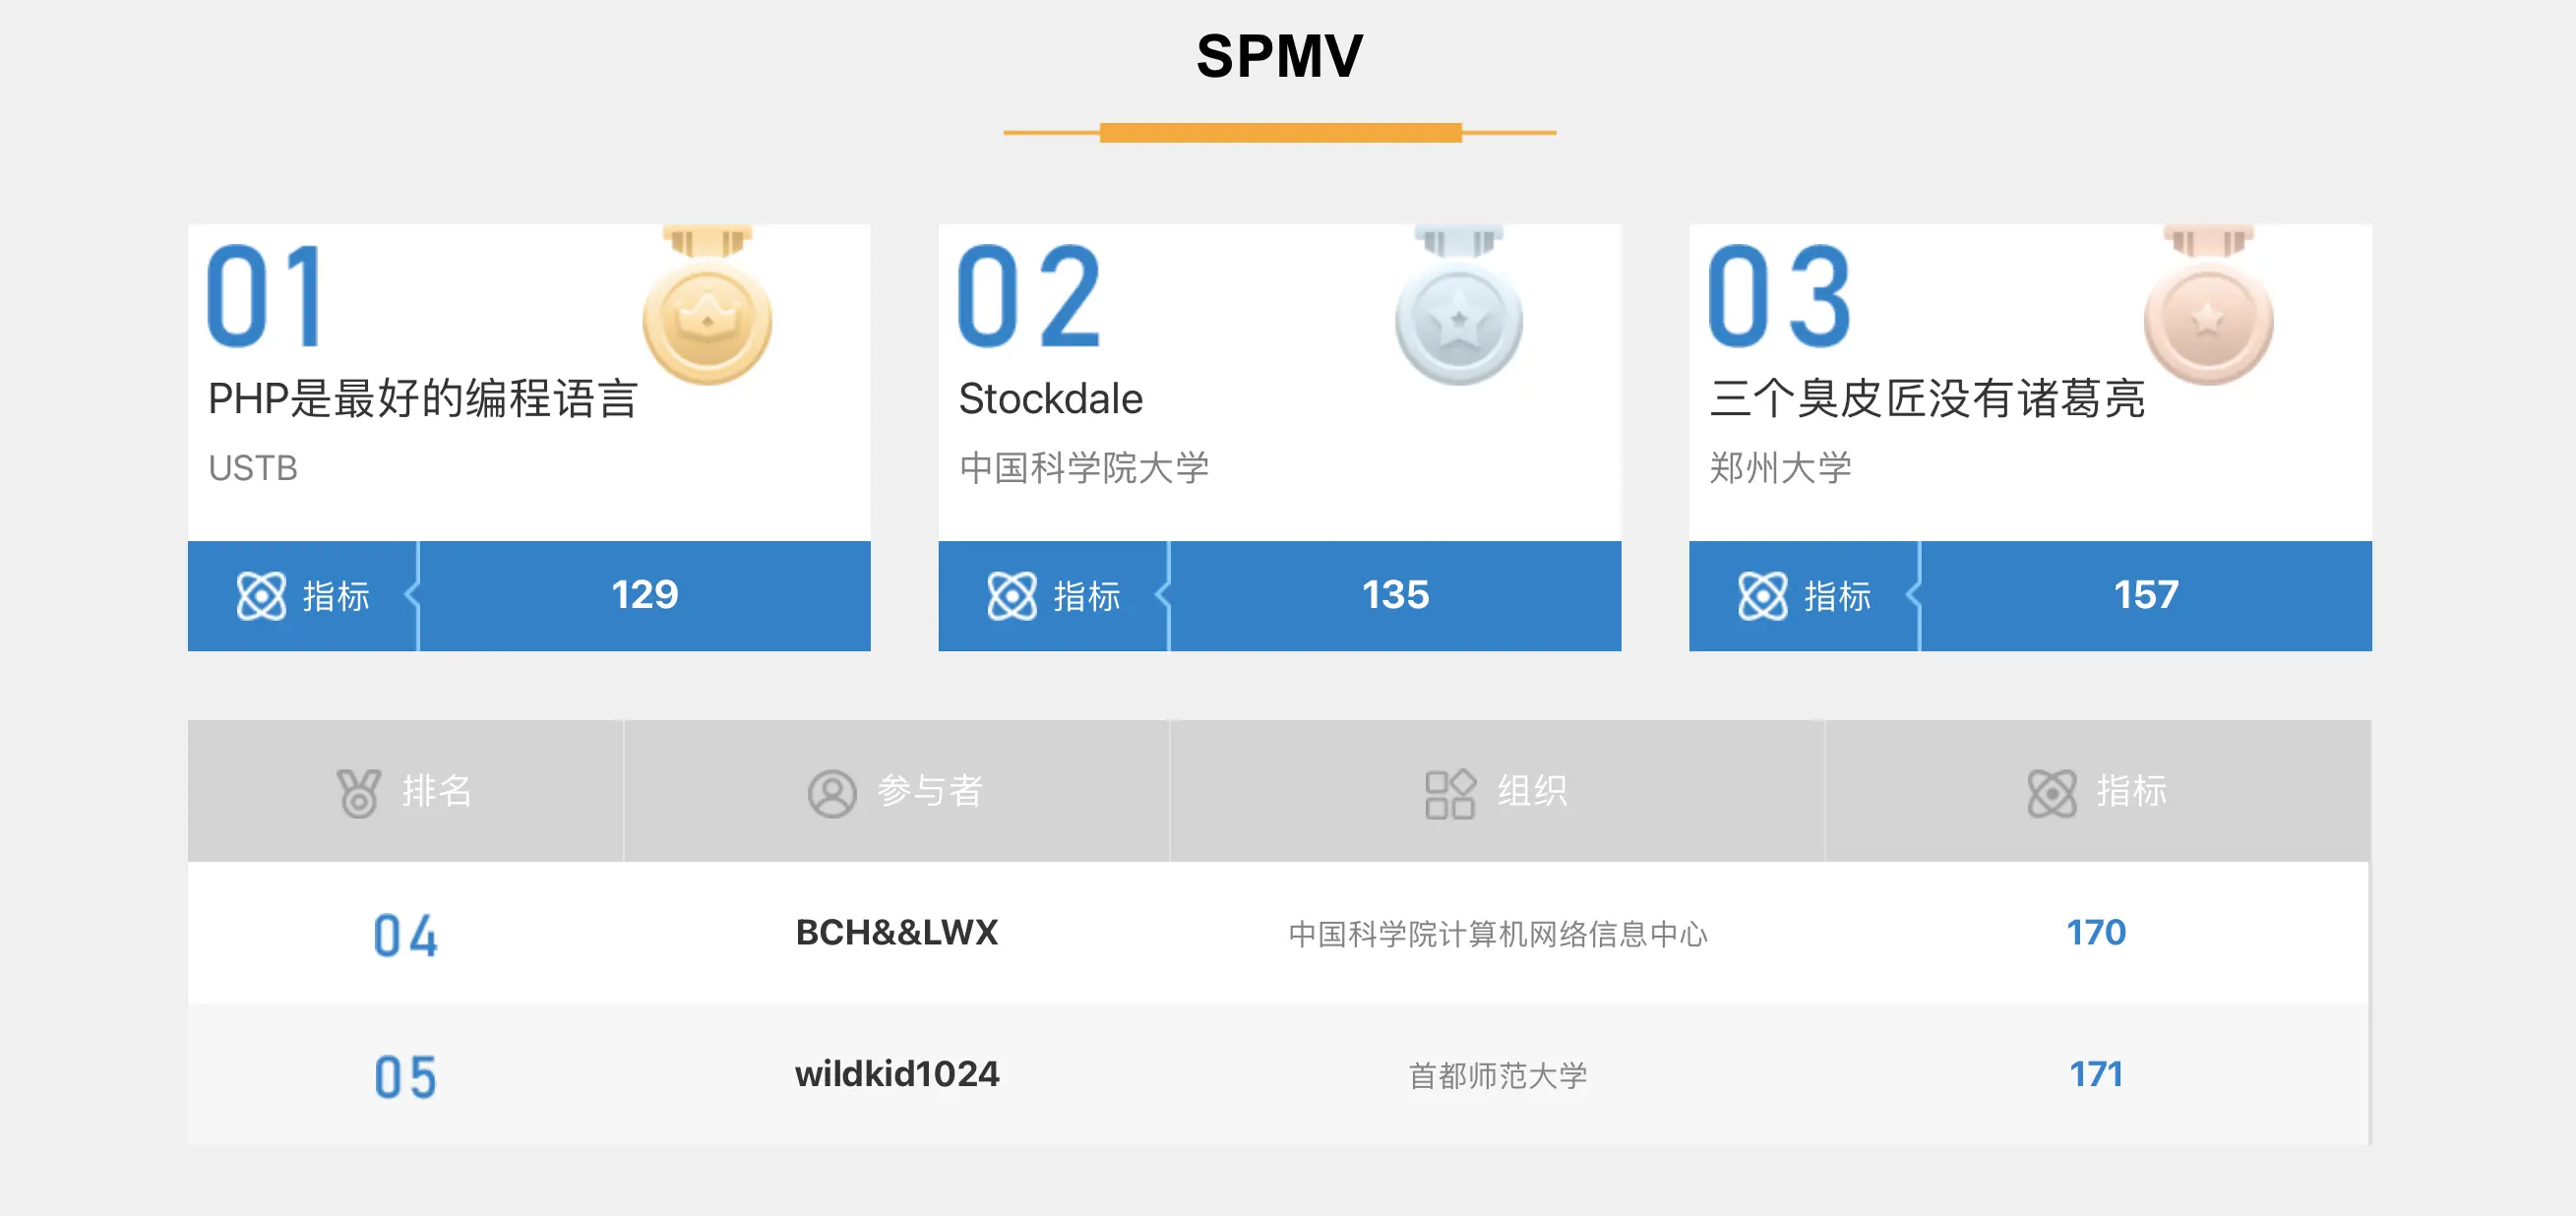 SPMV
01
PHP是最好的编程语言
USTB
指标 129
02
Stockdale
中国科学院大学
指标 135
03
三个臭皮匠没有诸葛亮
郑州大学
指标 157
排名 参与者 组织 指标
04 BCH&&LWX 中国科学院计算机网络信息中心 170
05 wildkid1024 首都师范大学 171